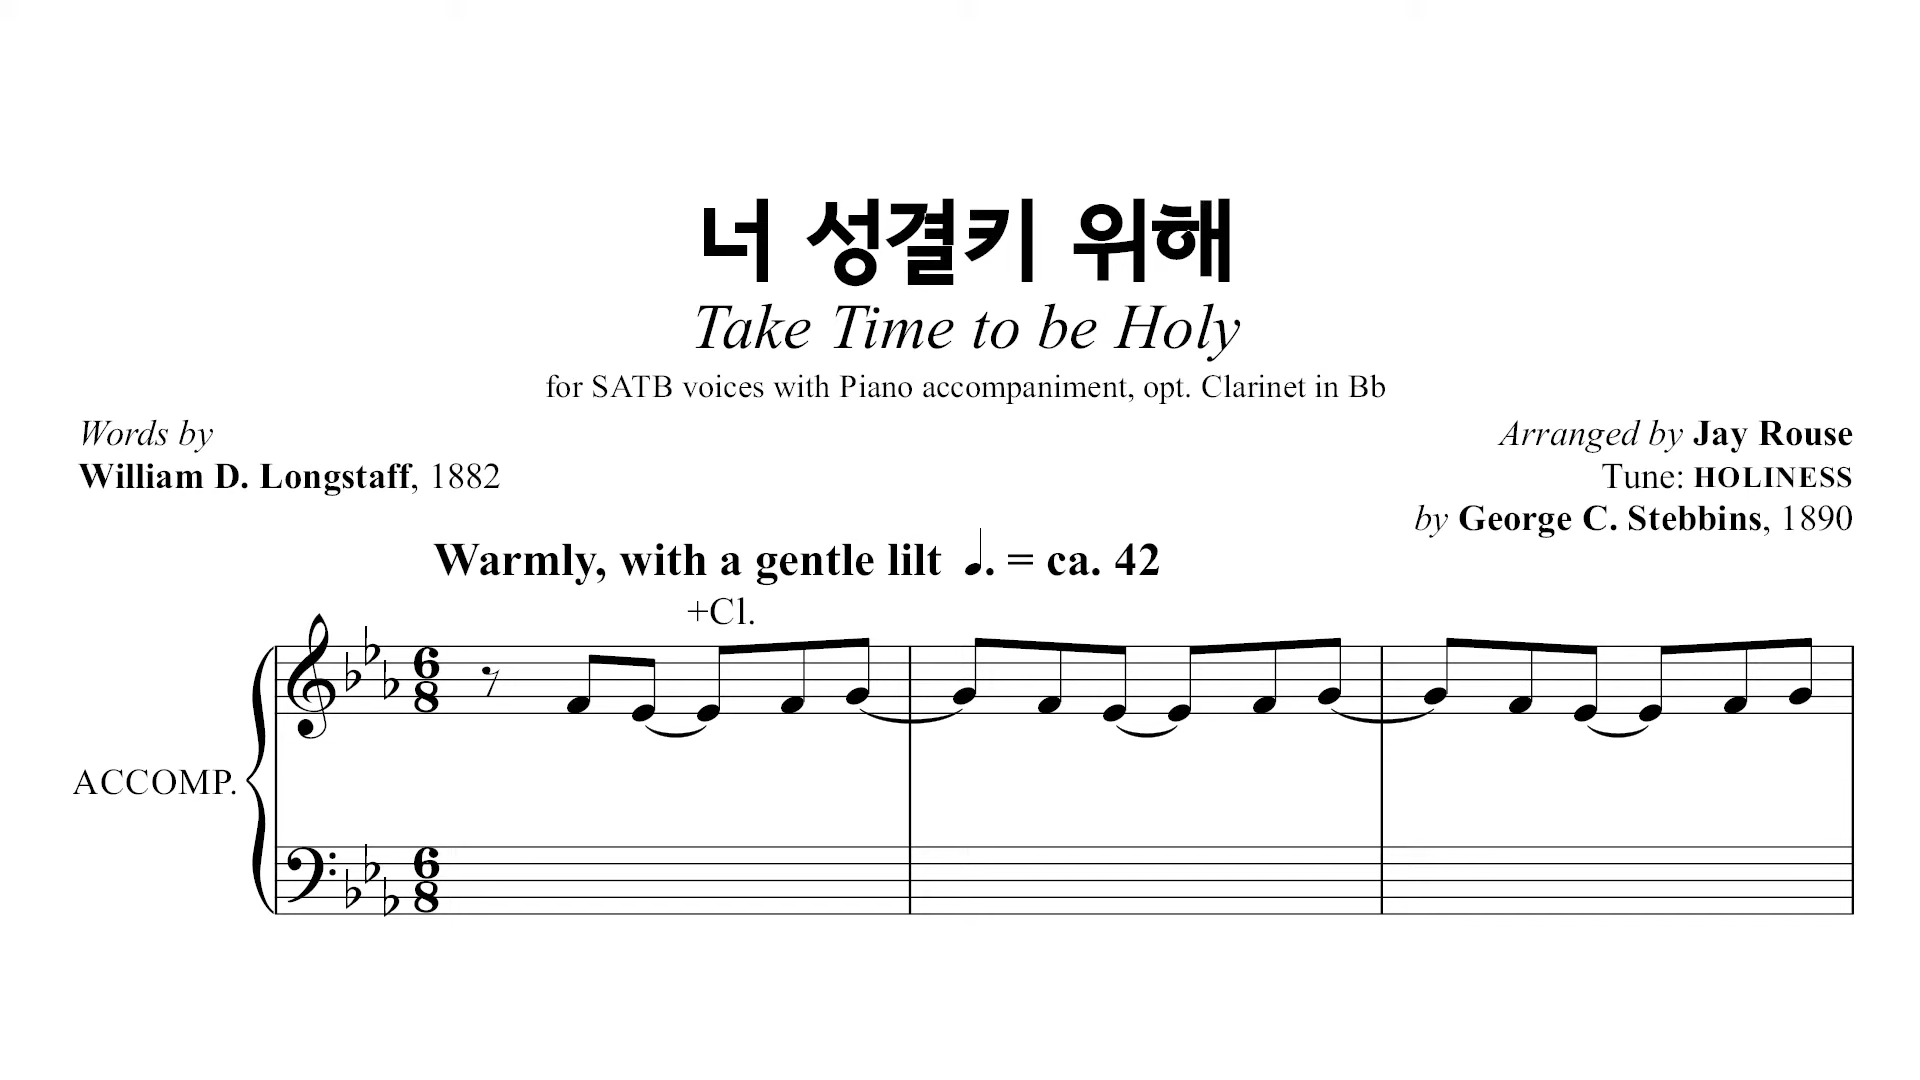 너 성결키 위해
Take Time to be Holy
for SATB voices with Piano accompaniment, opt. Clarinet in Bb
Words by
William D. Longstaff, 1882
Arranged by Jay Rouse
Tune: HOLINESS
by George C. Stebbins, 1890
Warmly, with a gentle lilt ♩. = ca. 42
+Cl.
6
8
ACCOMP.
6
8